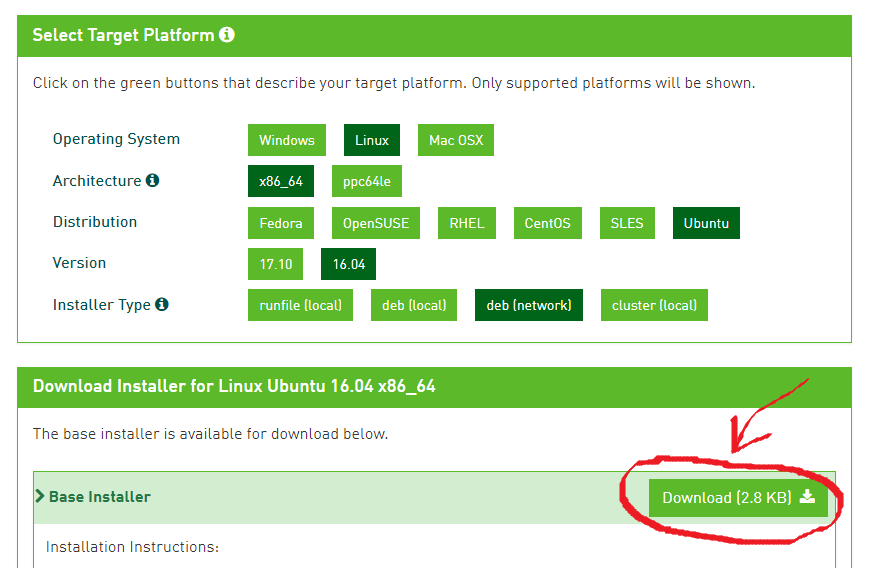 Select Target Platform
Click on the green buttons that describe your target platform. Only supported platforms will be shown.
Operating System Windows Linux Mac OSX
Architecture x86_64 ppc64le
Distribution Fedora OpenSUSE RHEL CentOS SLES Ubuntu
Version 17.10 16.04
Installer Type runfile (local) deb (local) deb (network) cluster (local)
Download Installer for Linux Ubuntu 16.04 x86_64
The base installer is available for download below.
Base Installer Download (2.8 KB)
Installation Instructions: